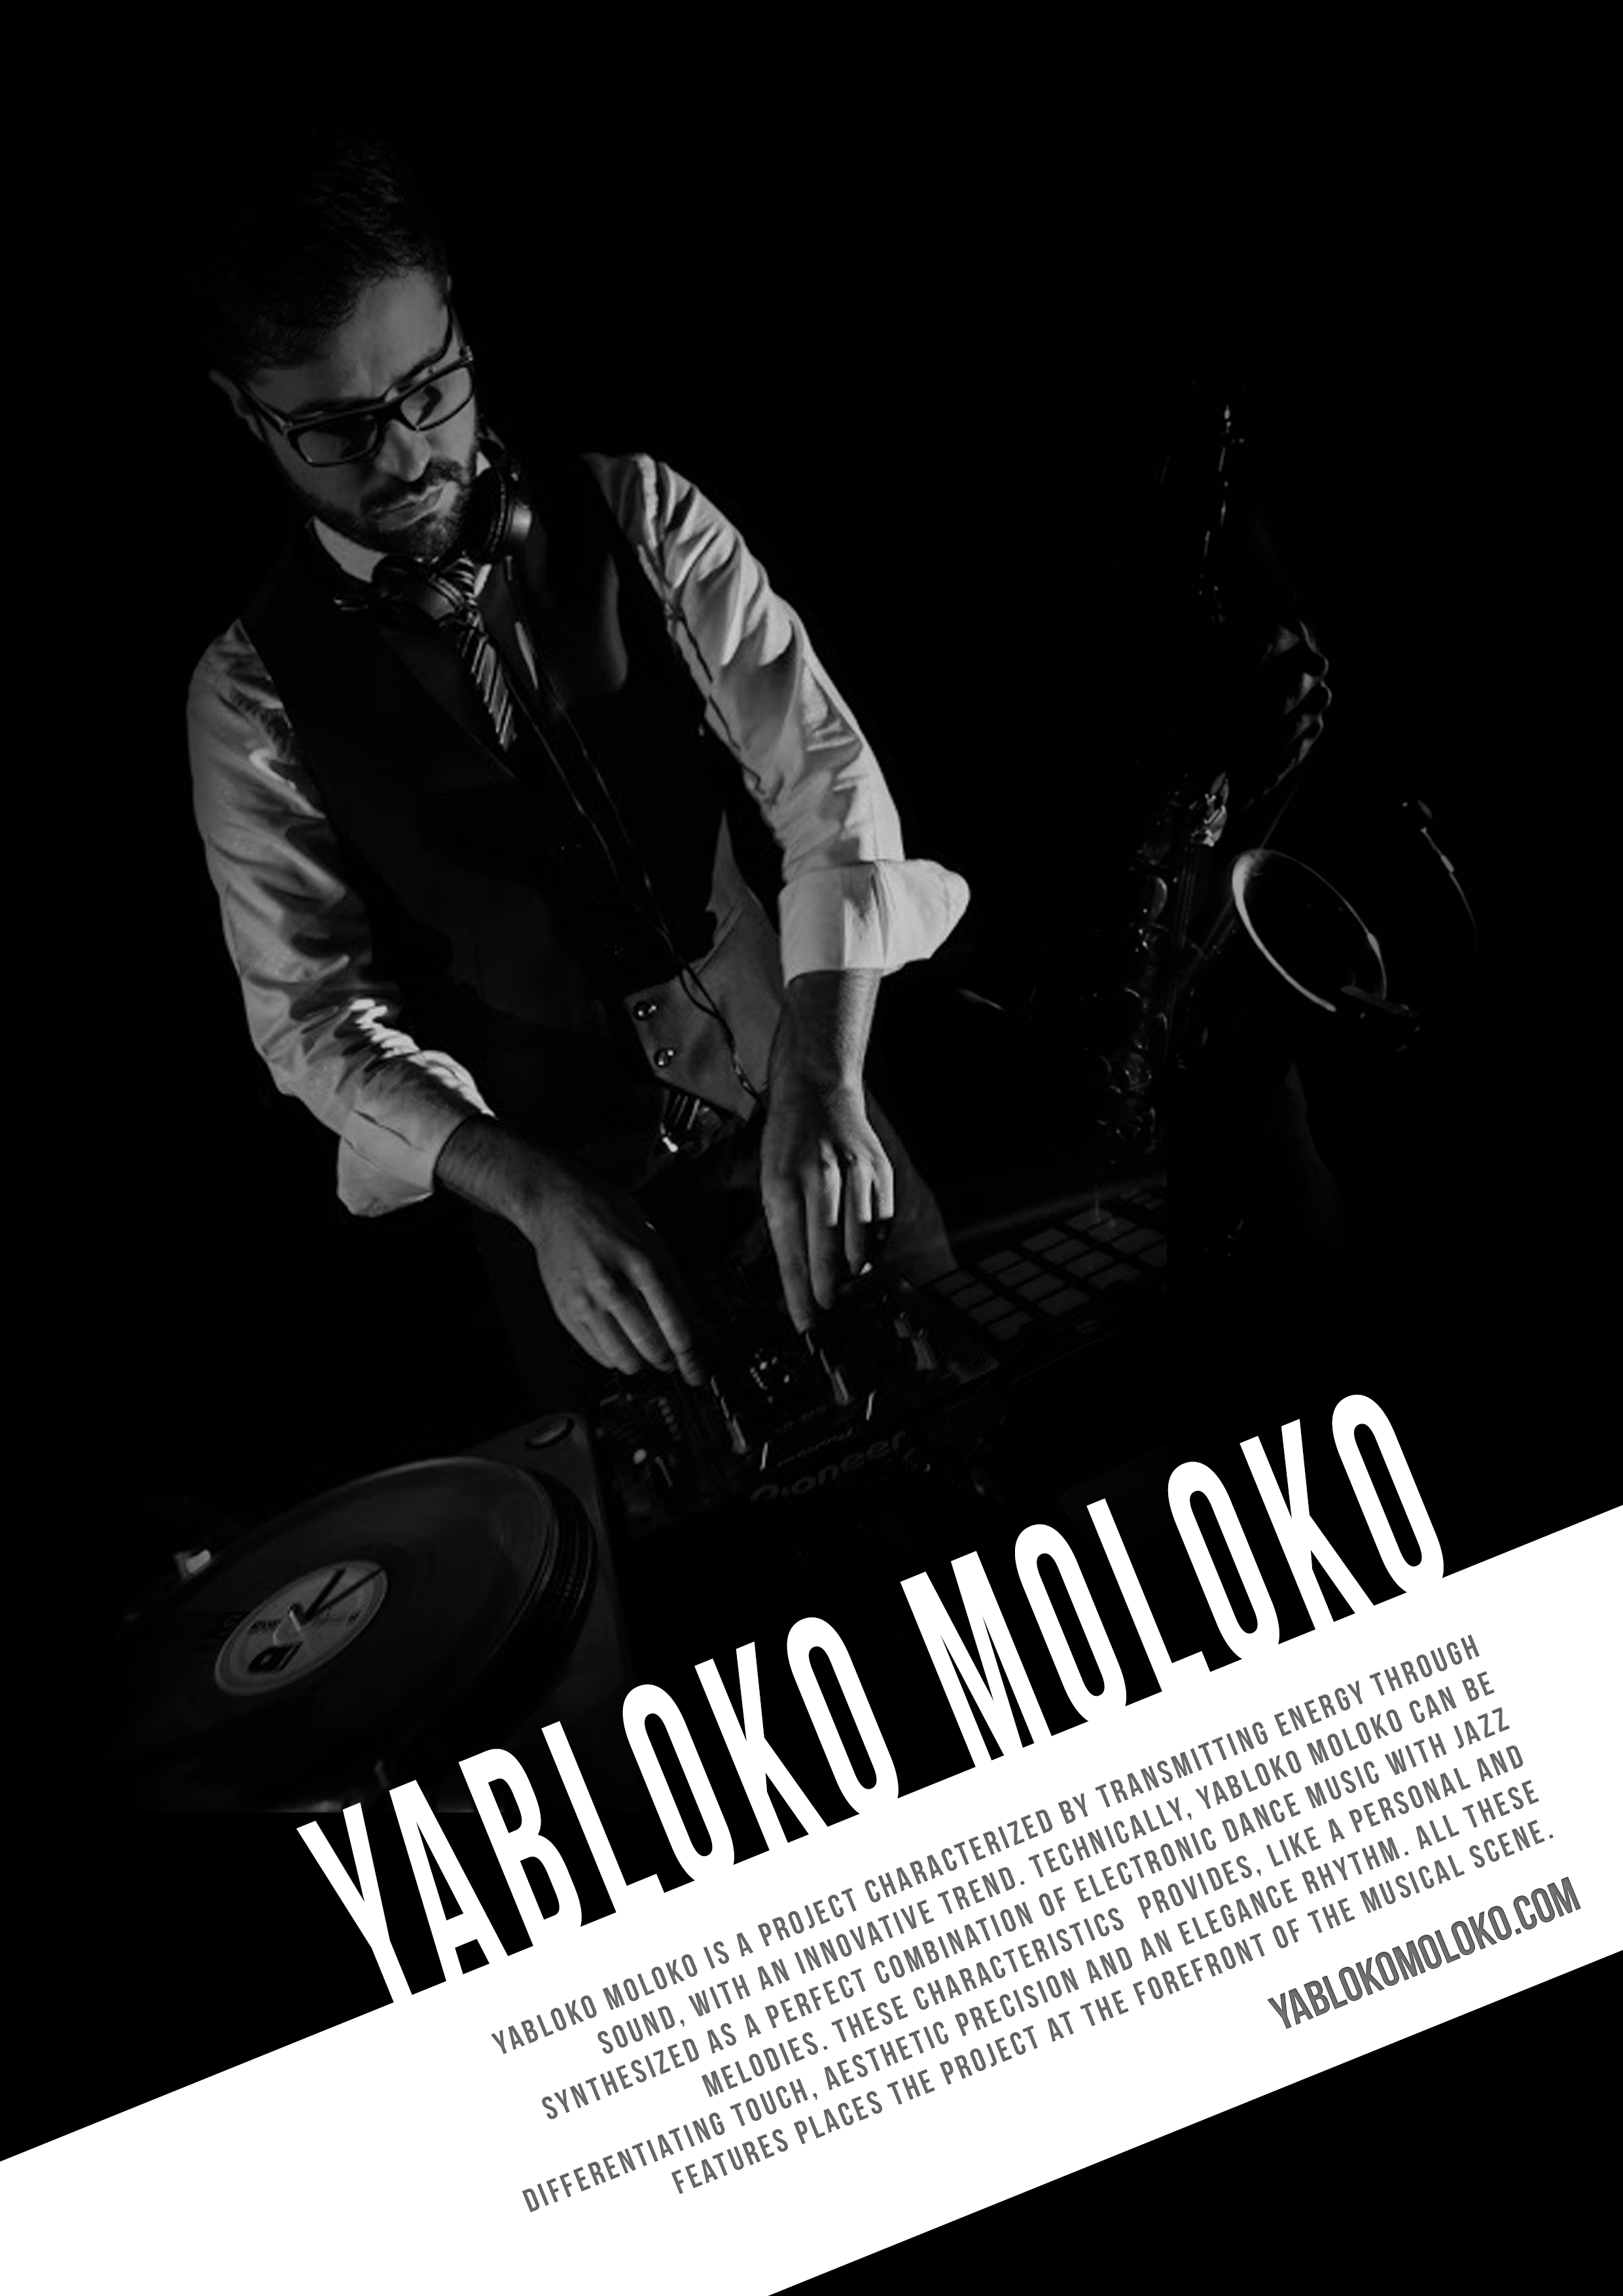 Pioneer
YABLOKO MOLOKO
YABLOKO MOLOKO IS A PROJECT CHARACTERIZED BY TRANSMITTING ENERGY THROUGH
SOUND, WITH AN INNOVATIVE TREND. TECHNICALLY, YABLOKO MOLOKO CAN BE
SYNTHESIZED AS A PERFECT COMBINATION OF ELECTRONIC DANCE MUSIC WITH JAZZ
MELODIES. THESE CHARACTERISTICS PROVIDES, LIKE A PERSONAL AND
DIFFERENTIATING TOUCH, AESTHETIC PRECISION AND AN ELEGANCE RHYTHM. ALL THESE
FEATURES PLACES THE PROJECT AT THE FOREFRONT OF THE MUSICAL SCENE.
YABLOKOMOLOKO.COM